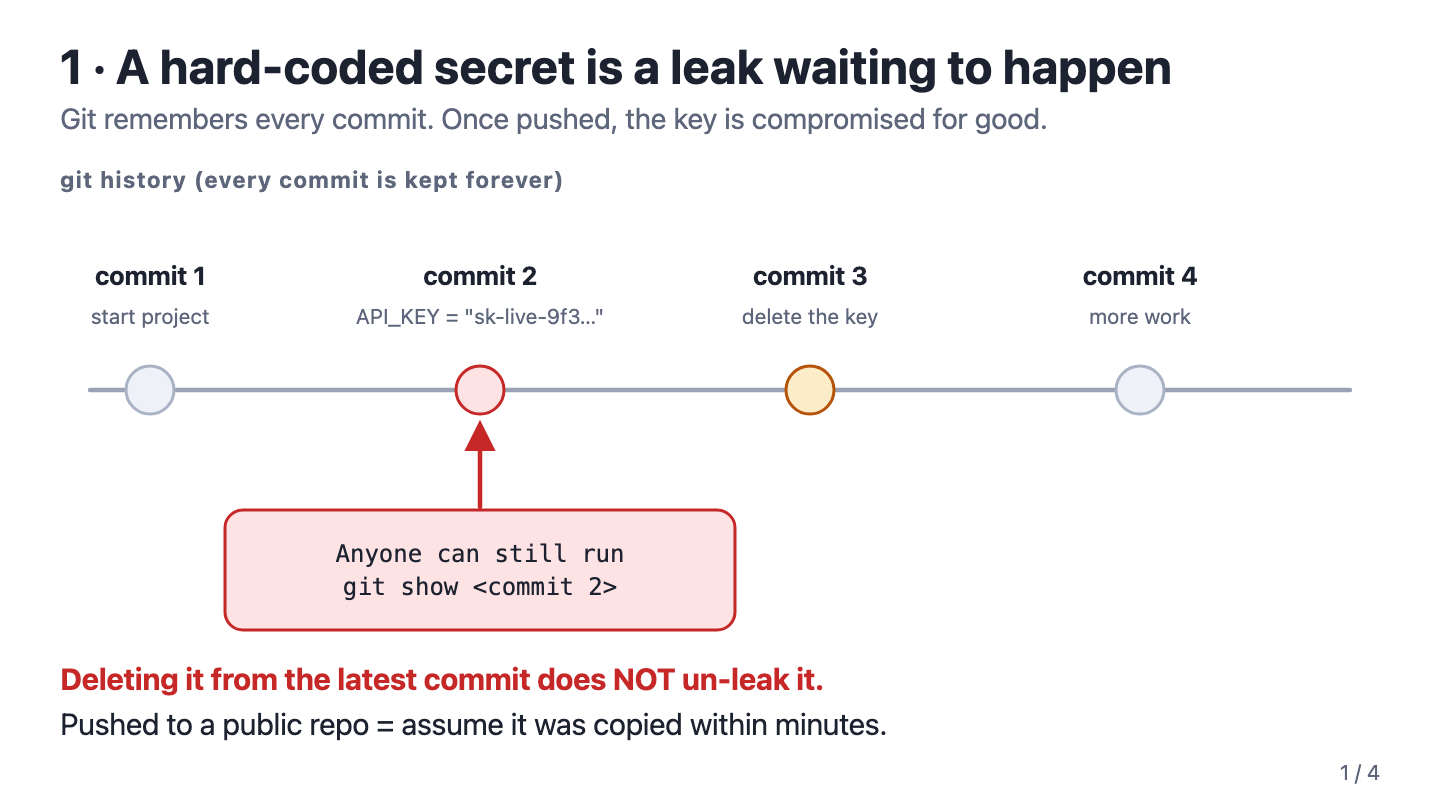 1 · A hard-coded secret is a leak waiting to happen
Git remembers every commit. Once pushed, the key is compromised for good.
git history (every commit is kept forever)
commit 1
start project
commit 2
API_KEY = "sk-live-9f3..."
commit 3
delete the key
commit 4
more work
Anyone can still run
git show <commit 2>
Deleting it from the latest commit does NOT un-leak it.
Pushed to a public repo = assume it was copied within minutes.
1 / 4